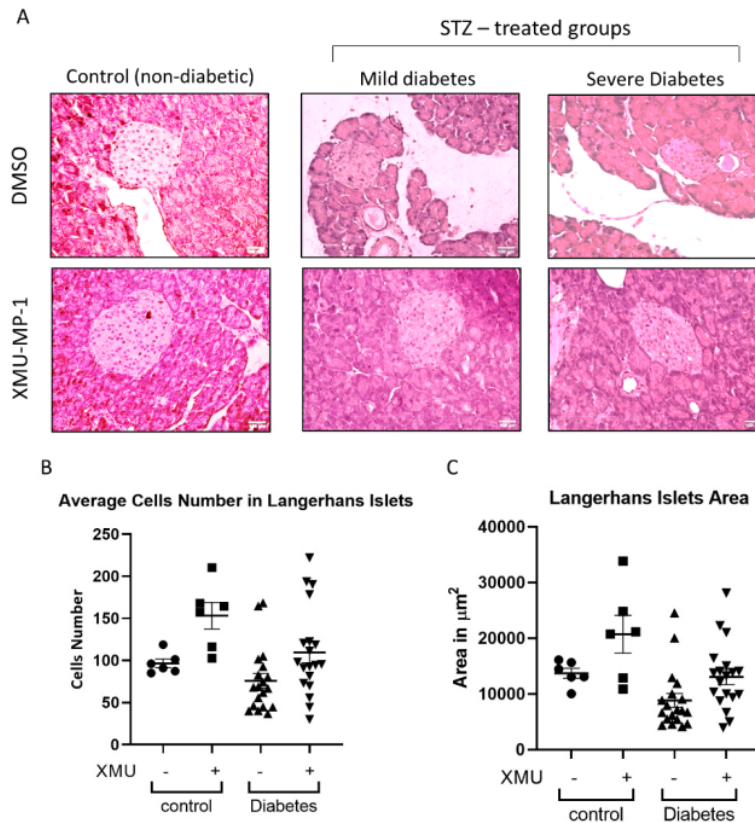 A
STZ – treated groups
Control (non-diabetic)
Mild diabetes
Severe Diabetes
DMSO
XMU-MP-1
B
Average Cells Number in Langerhans Islets
Cells Number
250
200
150
100
50
0
XMU
- + - +
control Diabetes
C
Langerhans Islets Area
Area in μm²
40000
30000
20000
10000
0
XMU
- + - +
control Diabetes